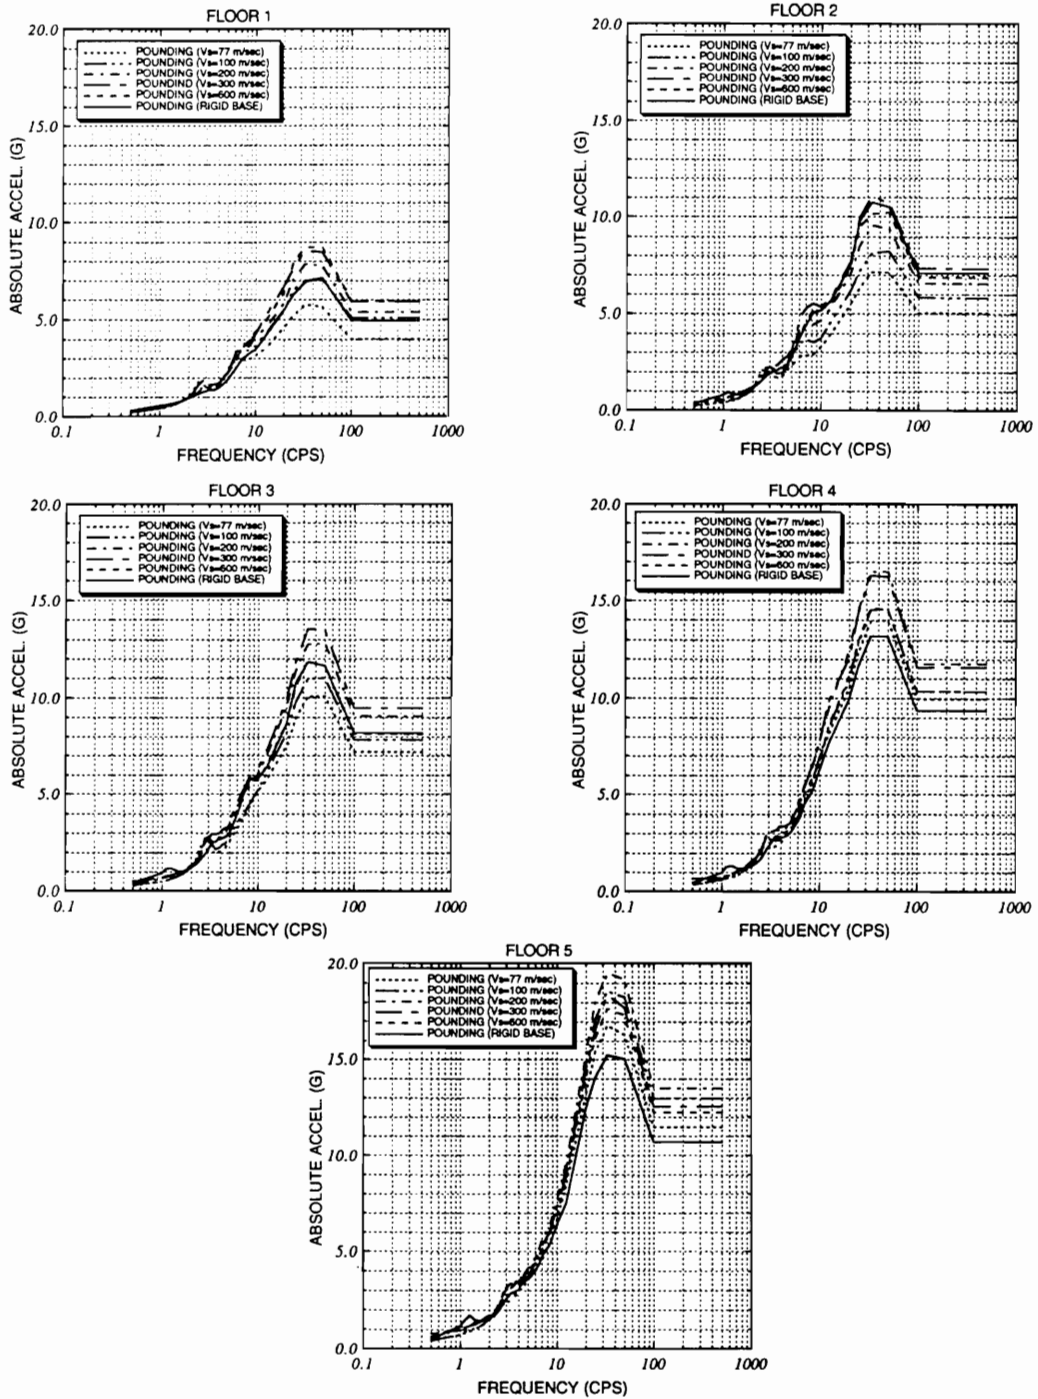 FLOOR 1
20.0
15.0
10.0
5.0
0.0
ABSOLUTE ACCEL. (G)
POUNDING (Vs=77 m/sec)
POUNDING (Vs=100 m/sec)
POUNDING (Vs=200 m/sec)
POUNDIND (Vs=300 m/sec)
POUNDING (Vs=600 m/sec)
POUNDING (RIGID BASE)
0.1 1 10 100 1000
FREQUENCY (CPS)
FLOOR 2
20.0
15.0
10.0
5.0
0.0
ABSOLUTE ACCEL. (G)
POUNDING (Vs=77 m/sec)
POUNDING (Vs=100 m/sec)
POUNDING (Vs=200 m/sec)
POUNDIND (Vs=300 m/sec)
POUNDING (Vs=600 m/sec)
POUNDING (RIGID BASE)
0.1 1 10 100 1000
FREQUENCY (CPS)
FLOOR 3
20.0
15.0
10.0
5.0
0.0
ABSOLUTE ACCEL. (G)
POUNDING (Vs=77 m/sec)
POUNDING (Vs=100 m/sec)
POUNDING (Vs=200 m/sec)
POUNDIND (Vs=300 m/sec)
POUNDING (Vs=600 m/sec)
POUNDING (RIGID BASE)
0.1 1 10 100 1000
FREQUENCY (CPS)
FLOOR 4
20.0
15.0
10.0
5.0
0.0
ABSOLUTE ACCEL. (G)
POUNDING (Vs=77 m/sec)
POUNDING (Vs=100 m/sec)
POUNDING (Vs=200 m/sec)
POUNDIND (Vs=300 m/sec)
POUNDING (Vs=600 m/sec)
POUNDING (RIGID BASE)
0.1 1 10 100 1000
FREQUENCY (CPS)
FLOOR 5
20.0
15.0
10.0
5.0
0.0
ABSOLUTE ACCEL. (G)
POUNDING (Vs=77 m/sec)
POUNDING (Vs=100 m/sec)
POUNDING (Vs=200 m/sec)
POUNDIND (Vs=300 m/sec)
POUNDING (Vs=600 m/sec)
POUNDING (RIGID BASE)
0.1 1 10 100 1000
FREQUENCY (CPS)